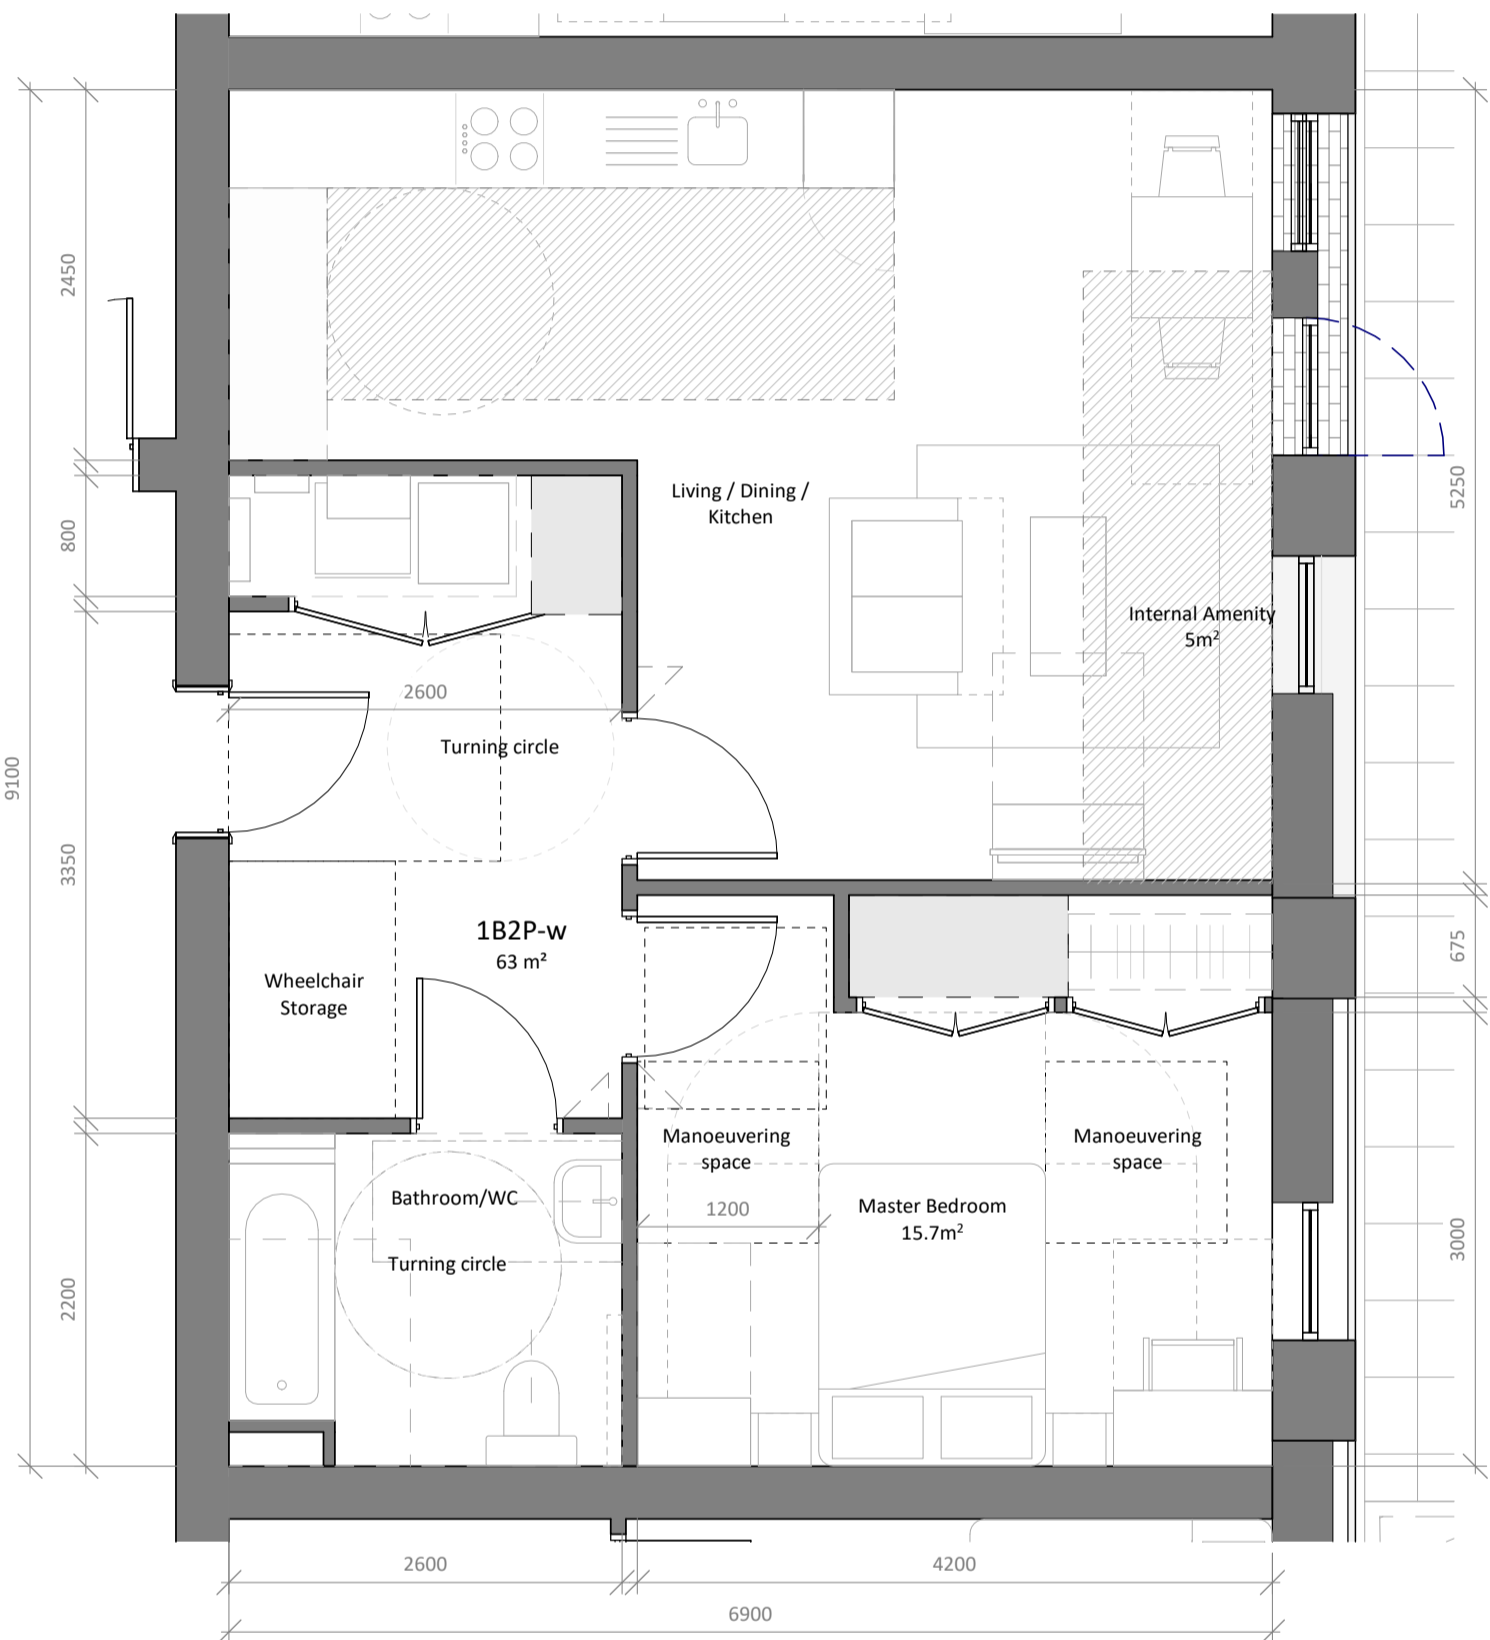 2450
800
9100
3350
2200
2600
Turning circle
Living / Dining /
Kitchen
Internal Amenity
5m²
5250
675
3000
1B2P-w
63 m²
Wheelchair
Storage
Bathroom/WC
Turning circle
Manoeuvering
space
1200
Master Bedroom
15.7m²
Manoeuvering
space
2600
4200
6900